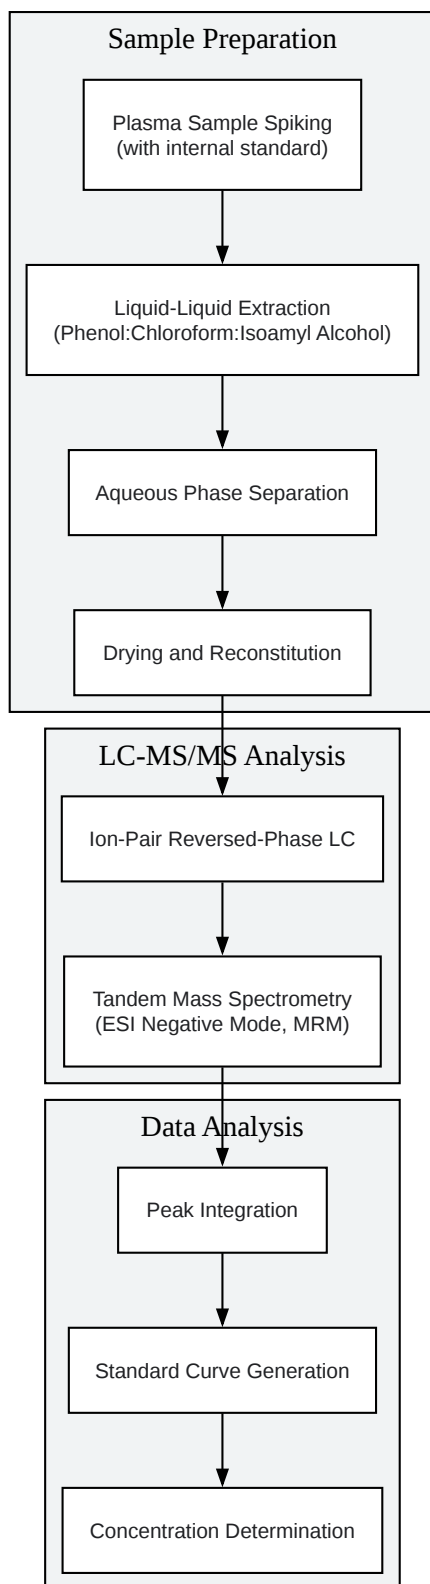 Sample Preparation
Plasma Sample Spiking
(with internal standard)
Liquid-Liquid Extraction
(Phenol:Chloroform:Isoamyl Alcohol)
Aqueous Phase Separation
Drying and Reconstitution
LC-MS/MS Analysis
Ion-Pair Reversed-Phase LC
Tandem Mass Spectrometry
(ESI Negative Mode, MRM)
Data Analysis
Peak Integration
Standard Curve Generation
Concentration Determination